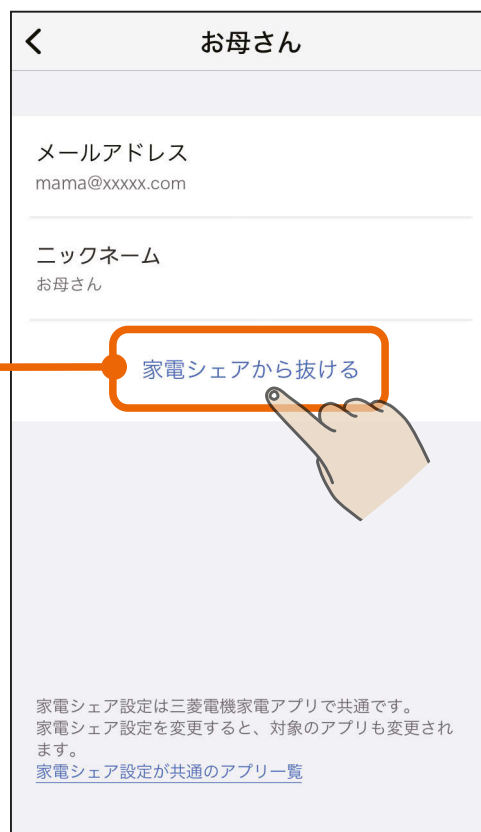 お母さん
メールアドレス
mama@xxxxx.com
ニックネーム
お母さん
家電シェアから抜ける
家電シェア設定は三菱電機家電アプリで共通です。
家電シェア設定を変更すると、対象のアプリも変更され
ます。
家電シェア設定が共通のアプリ一覧